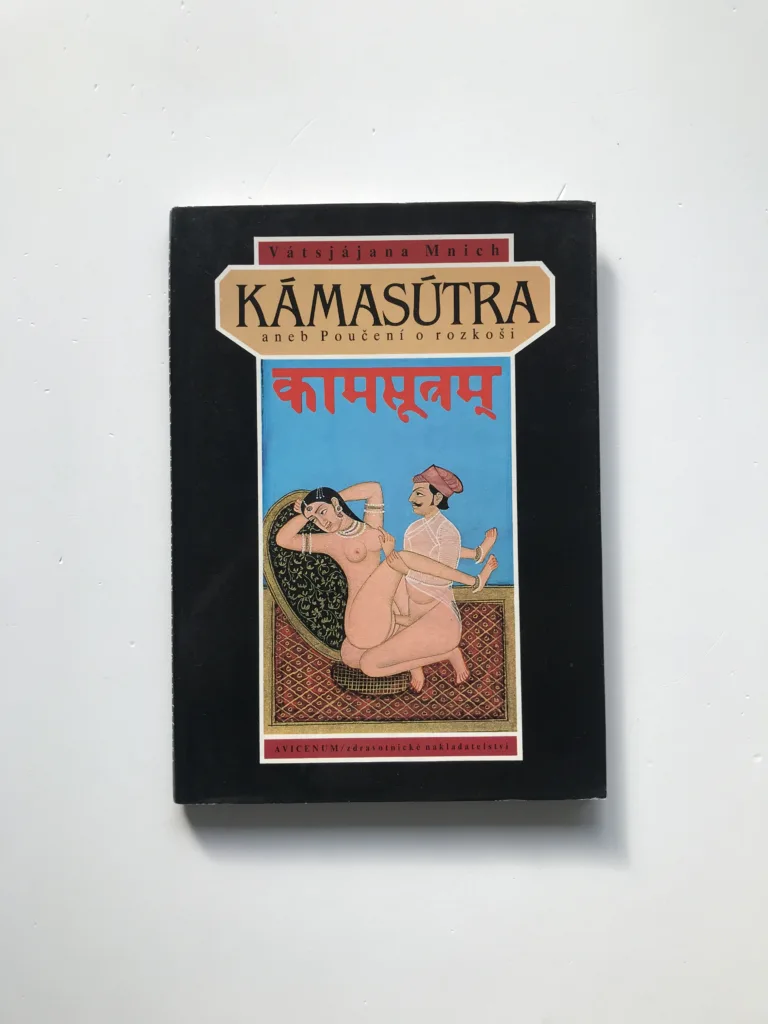 Vátsjájana Mnich
KÁMASÚTRA
aneb Poučení o rozkoši
कामसूत्रम्
AVICENUM/zdravotnické nakladatelství